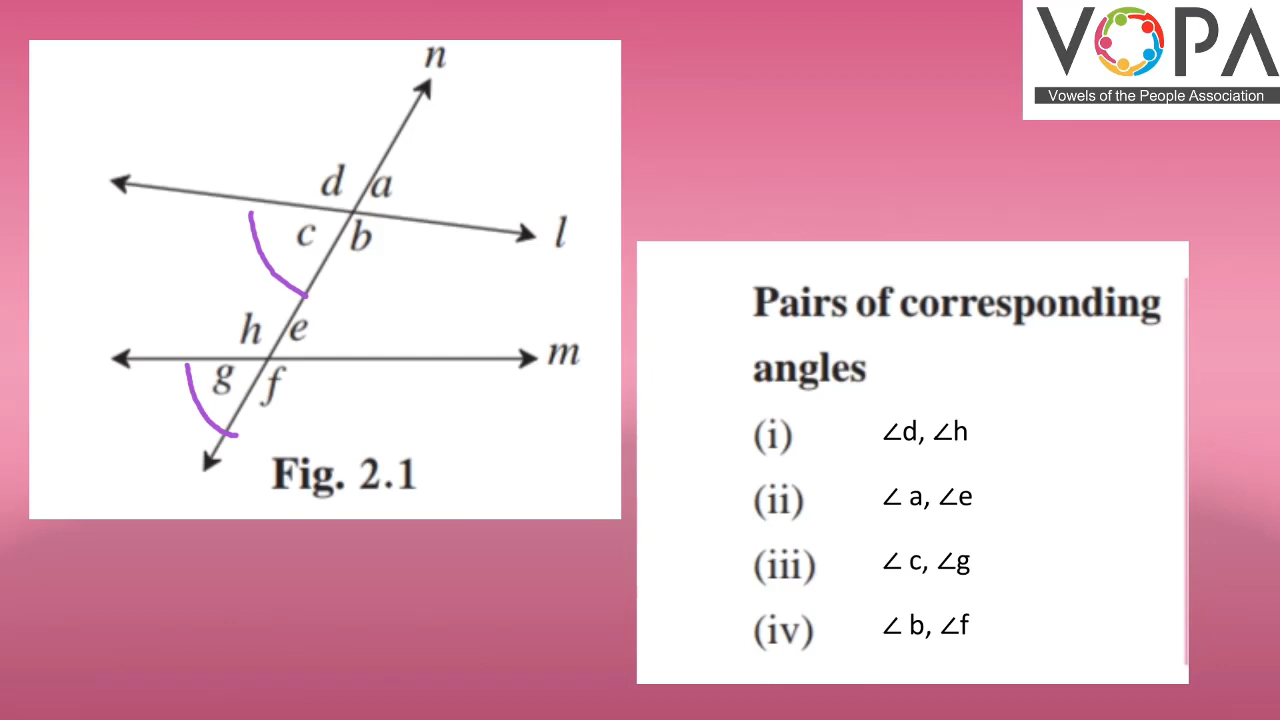 VOPA
Vowels of the People Association
n
d a
c b
l
h e
m
g f
Fig. 2.1
Pairs of corresponding
angles
(i) ∠d, ∠h
(ii) ∠ a, ∠e
(iii) ∠ c, ∠g
(iv) ∠ b, ∠f